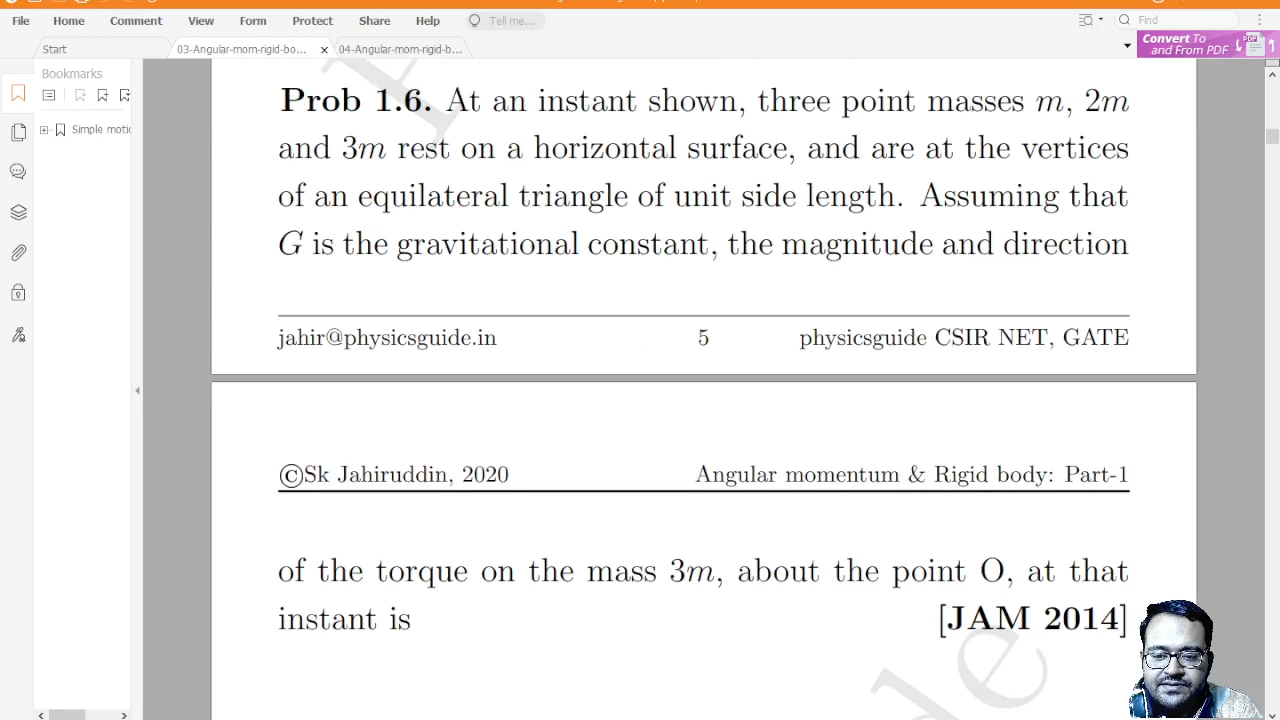 File Home Comment View Form Protect Share Help Tell me... Find
Start 03-Angular-mom-rigid-bo... 04-Angular-mom-rigid-b... Convert To
and From PDF
PDF
Bookmarks
Simple motio
Prob 1.6. At an instant shown, three point masses m, 2m
and 3m rest on a horizontal surface, and are at the vertices
of an equilateral triangle of unit side length. Assuming that
G is the gravitational constant, the magnitude and direction
jahir@physicsguide.in 5 physicsguide CSIR NET, GATE
©Sk Jahiruddin, 2020 Angular momentum & Rigid body: Part-1
of the torque on the mass 3m, about the point O, at that
instant is [JAM 2014]